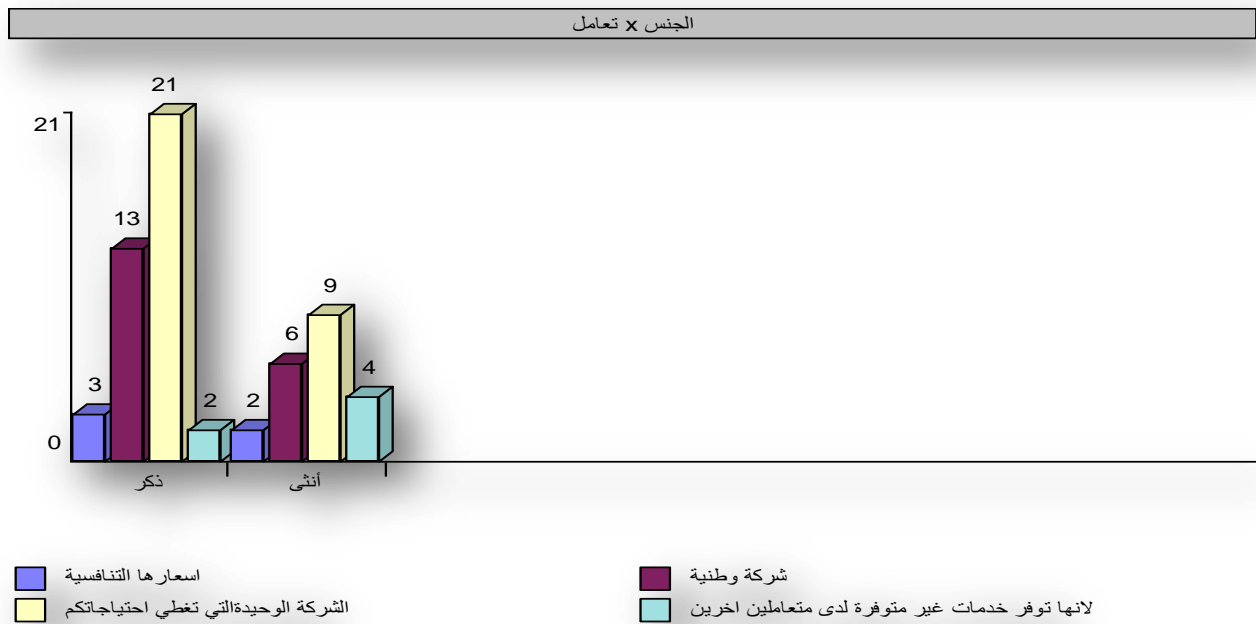 الجنس x تعامل
21
21
13
9
6
4
3
2
2
0
ذكر
أنثى
اسعارها التنافسية
شركة وطنية
الشركة الوحيدةالتي تغطي احتياجاتكم
لانها توفر خدمات غير متوفرة لدى متعاملين اخرين